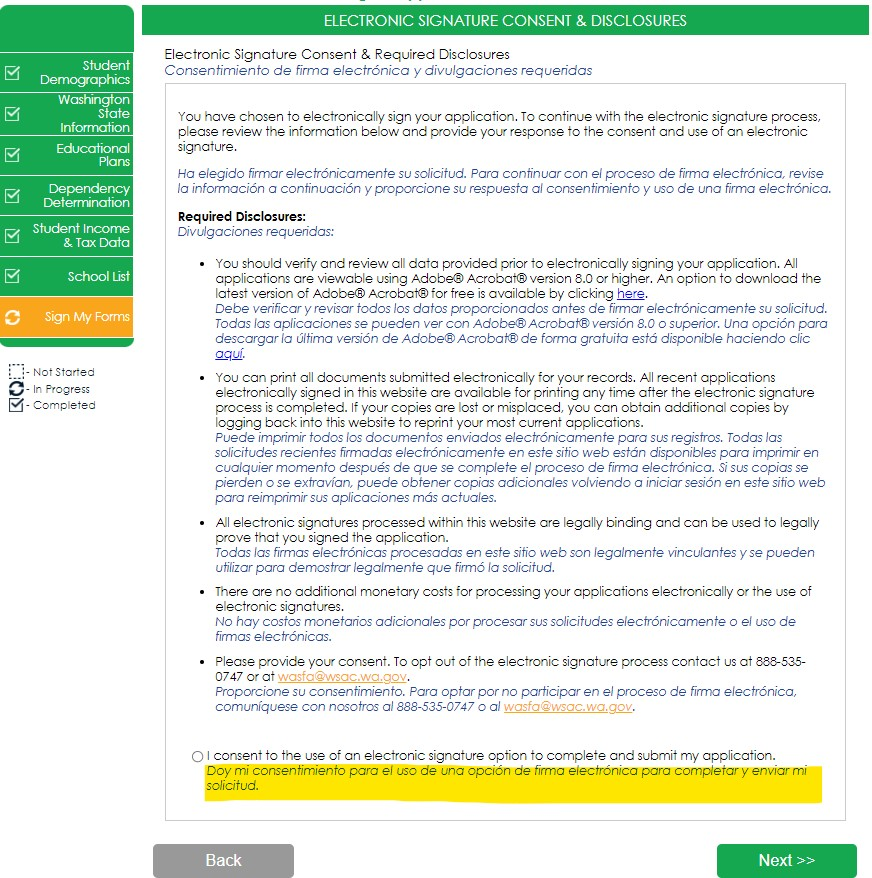 ELECTRONIC SIGNATURE CONSENT & DISCLOSURES
Student
Demographics
Washington
State
Information
Educational
Plans
Dependency
Determination
Student Income
& Tax Data
School List
Sign My Forms
- Not Started
- In Progress
- Completed
Electronic Signature Consent & Required Disclosures
Consentimiento de firma electrónica y divulgaciones requeridas
You have chosen to electronically sign your application. To continue with the electronic signature process,
please review the information below and provide your response to the consent and use of an electronic
signature.
Ha elegido firmar electrónicamente su solicitud. Para continuar con el proceso de firma electrónica, revise
la información a continuación y proporcione su respuesta al consentimiento y uso de una firma electrónica.
Required Disclosures:
Divulgaciones requeridas:
• You should verify and review all data provided prior to electronically signing your application. All
applications are viewable using Adobe® Acrobat® version 8.0 or higher. An option to download the
latest version of Adobe® Acrobat® for free is available by clicking here.
Debe verificar y revisar todos los datos proporcionados antes de firmar electrónicamente su solicitud.
Todas las aplicaciones se pueden ver con Adobe® Acrobat® versión 8.0 o superior. Una opción para
descargar la última versión de Adobe® Acrobat® de forma gratuita está disponible haciendo clic
aquí.
• You can print all documents submitted electronically for your records. All recent applications
electronically signed in this website are available for printing any time after the electronic signature
process is completed. If your copies are lost or misplaced, you can obtain additional copies by
logging back into this website to reprint your most current applications.
Puede imprimir todos los documentos enviados electrónicamente para sus registros. Todas las
solicitudes recientes firmadas electrónicamente en este sitio web están disponibles para imprimir en
cualquier momento después de que se complete el proceso de firma electrónica. Si sus copias se
pierden o se extravían, puede obtener copias adicionales volviendo a iniciar sesión en este sitio web
para reimprimir sus aplicaciones más actuales.
• All electronic signatures processed within this website are legally binding and can be used to legally
prove that you signed the application.
Todas las firmas electrónicas procesadas en este sitio web son legalmente vinculantes y se pueden
utilizar para demostrar legalmente que firmó la solicitud.
• There are no additional monetary costs for processing your applications electronically or the use of
electronic signatures.
No hay costos monetarios adicionales por procesar sus solicitudes electrónicamente o el uso de
firmas electrónicas.
• Please provide your consent. To opt out of the electronic signature process contact us at 888-535-
0747 or at wasfa@wsac.wa.gov.
Proporcione su consentimiento. Para optar por no participar en el proceso de firma electrónica,
comuníquese con nosotros al 888-535-0747 o al wasfa@wsac.wa.gov.
I consent to the use of an electronic signature option to complete and submit my application.
Doy mi consentimiento para el uso de una opción de firma electrónica para completar y enviar mi
solicitud.
Back
Next >>